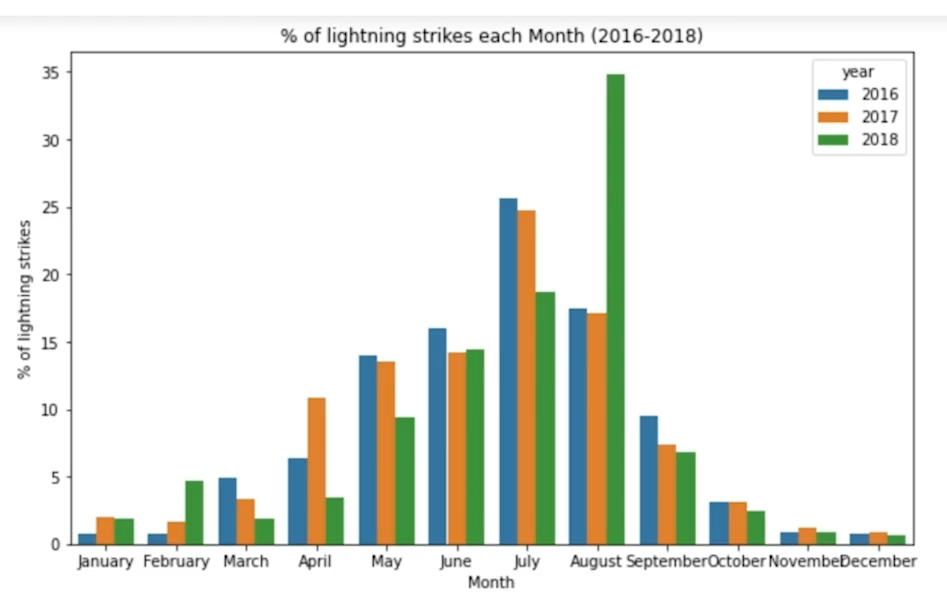 % of lightning strikes each Month (2016-2018)
year
2016
2017
2018
% of lightning strikes
35
30
25
20
15
10
5
0
January February March April May June July August September October November December
Month